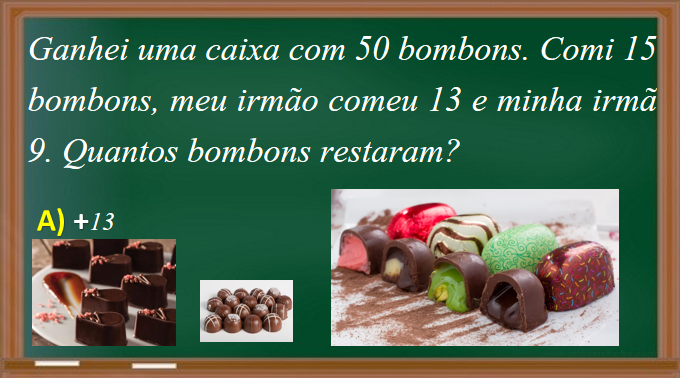 Ganhei uma caixa com 50 bombons. Comi 15
bombons, meu irmão comeu 13 e minha irmã
9. Quantos bombons restaram?
A) +13